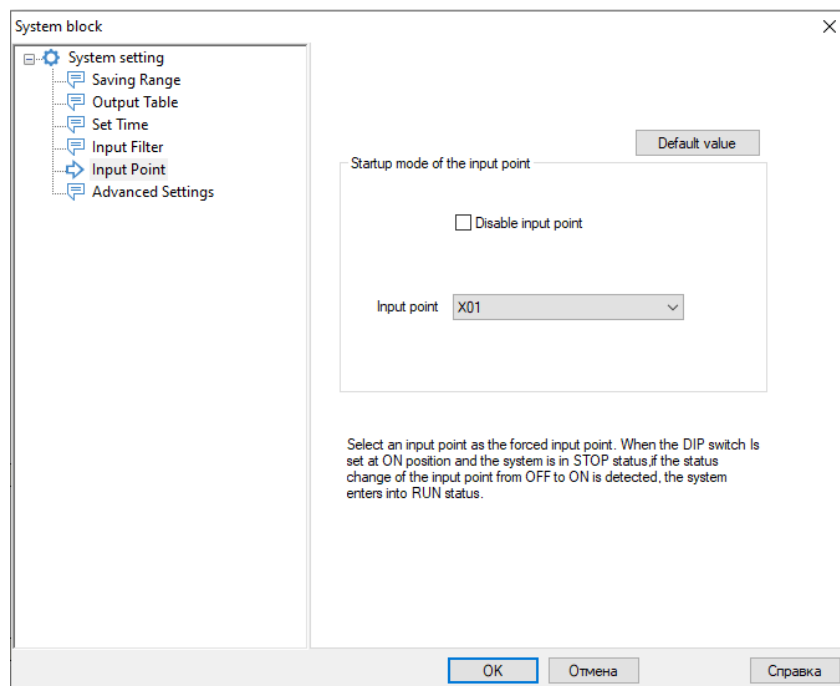 System block
System setting
Saving Range
Output Table
Set Time
Input Filter
Input Point
Advanced Settings
Default value
Startup mode of the input point
Disable input point
Input point X01
Select an input point as the forced input point. When the DIP switch Is
set at ON position and the system is in STOP status,if the status
change of the input point from OFF to ON is detected, the system
enters into RUN status.
OK Отмена Справка